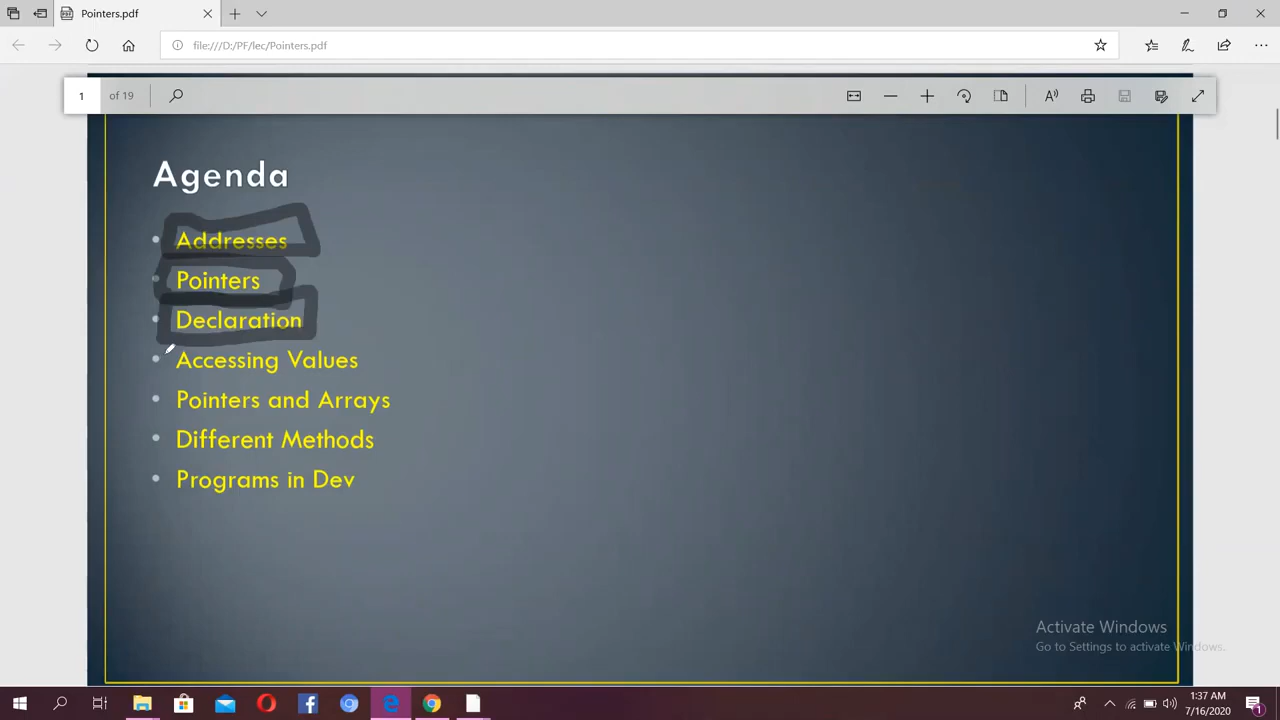 Pointers.pdf
file:///D:/PF/lec/Pointers.pdf
1 of 19
Agenda
• Addresses
• Pointers
• Declaration
• Accessing Values
• Pointers and Arrays
• Different Methods
• Programs in Dev
Activate Windows
Go to Settings to activate Windows.
1:37 AM
7/16/2020
1